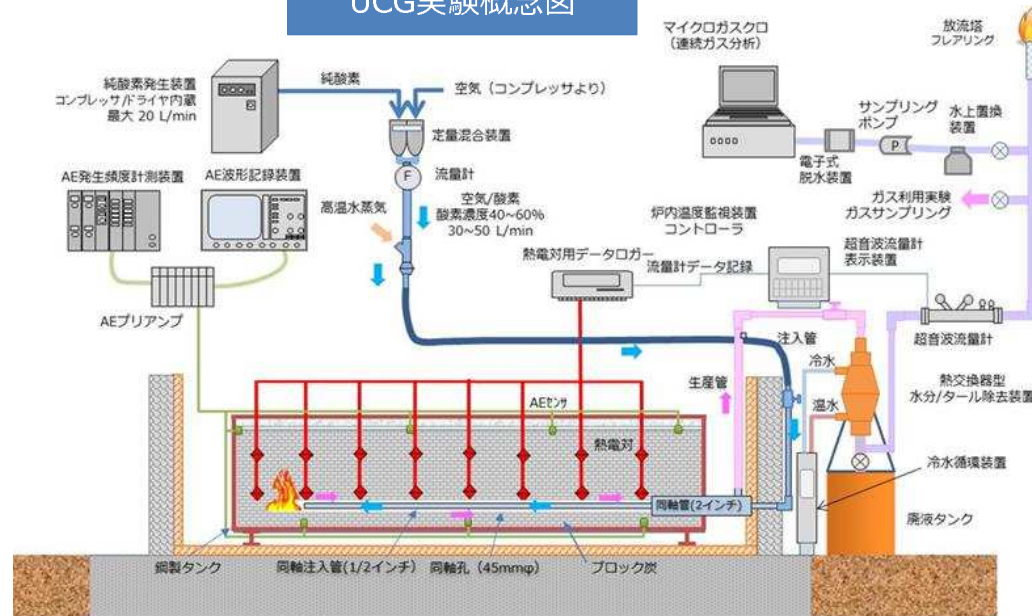 UCG実験概念図
マイクロガスクロ
（連続ガス分析）
放流塔
フレアリング
純酸素発生装置
コンプレッサ/ドライヤ内蔵
最大 20 L/min
純酸素
空気（コンプレッサより）
定量混合装置
サンプリング
ポンプ
水上置換
装置
P
電子式
脱水装置
AE発生頻度計測装置
AE波形記録装置
F
流量計
高温水蒸気
空気/酸素
酸素濃度40~60%
30~50 L/min
ガス利用実験
ガスサンプリング
炉内温度監視装置
コントローラ
熱電対用データロガー
流量計データ記録
超音波流量計
表示装置
AEプリアンプ
注入管
超音波流量計
冷水
生産管
熱交換器型
水分/タール除去装置
AEセンサ
温水
熱電対
冷水循環装置
同軸管(2インチ)
廃液タンク
鋼製タンク
同軸注入管(1/2インチ)
同軸孔（45mmφ）
ブロック炭